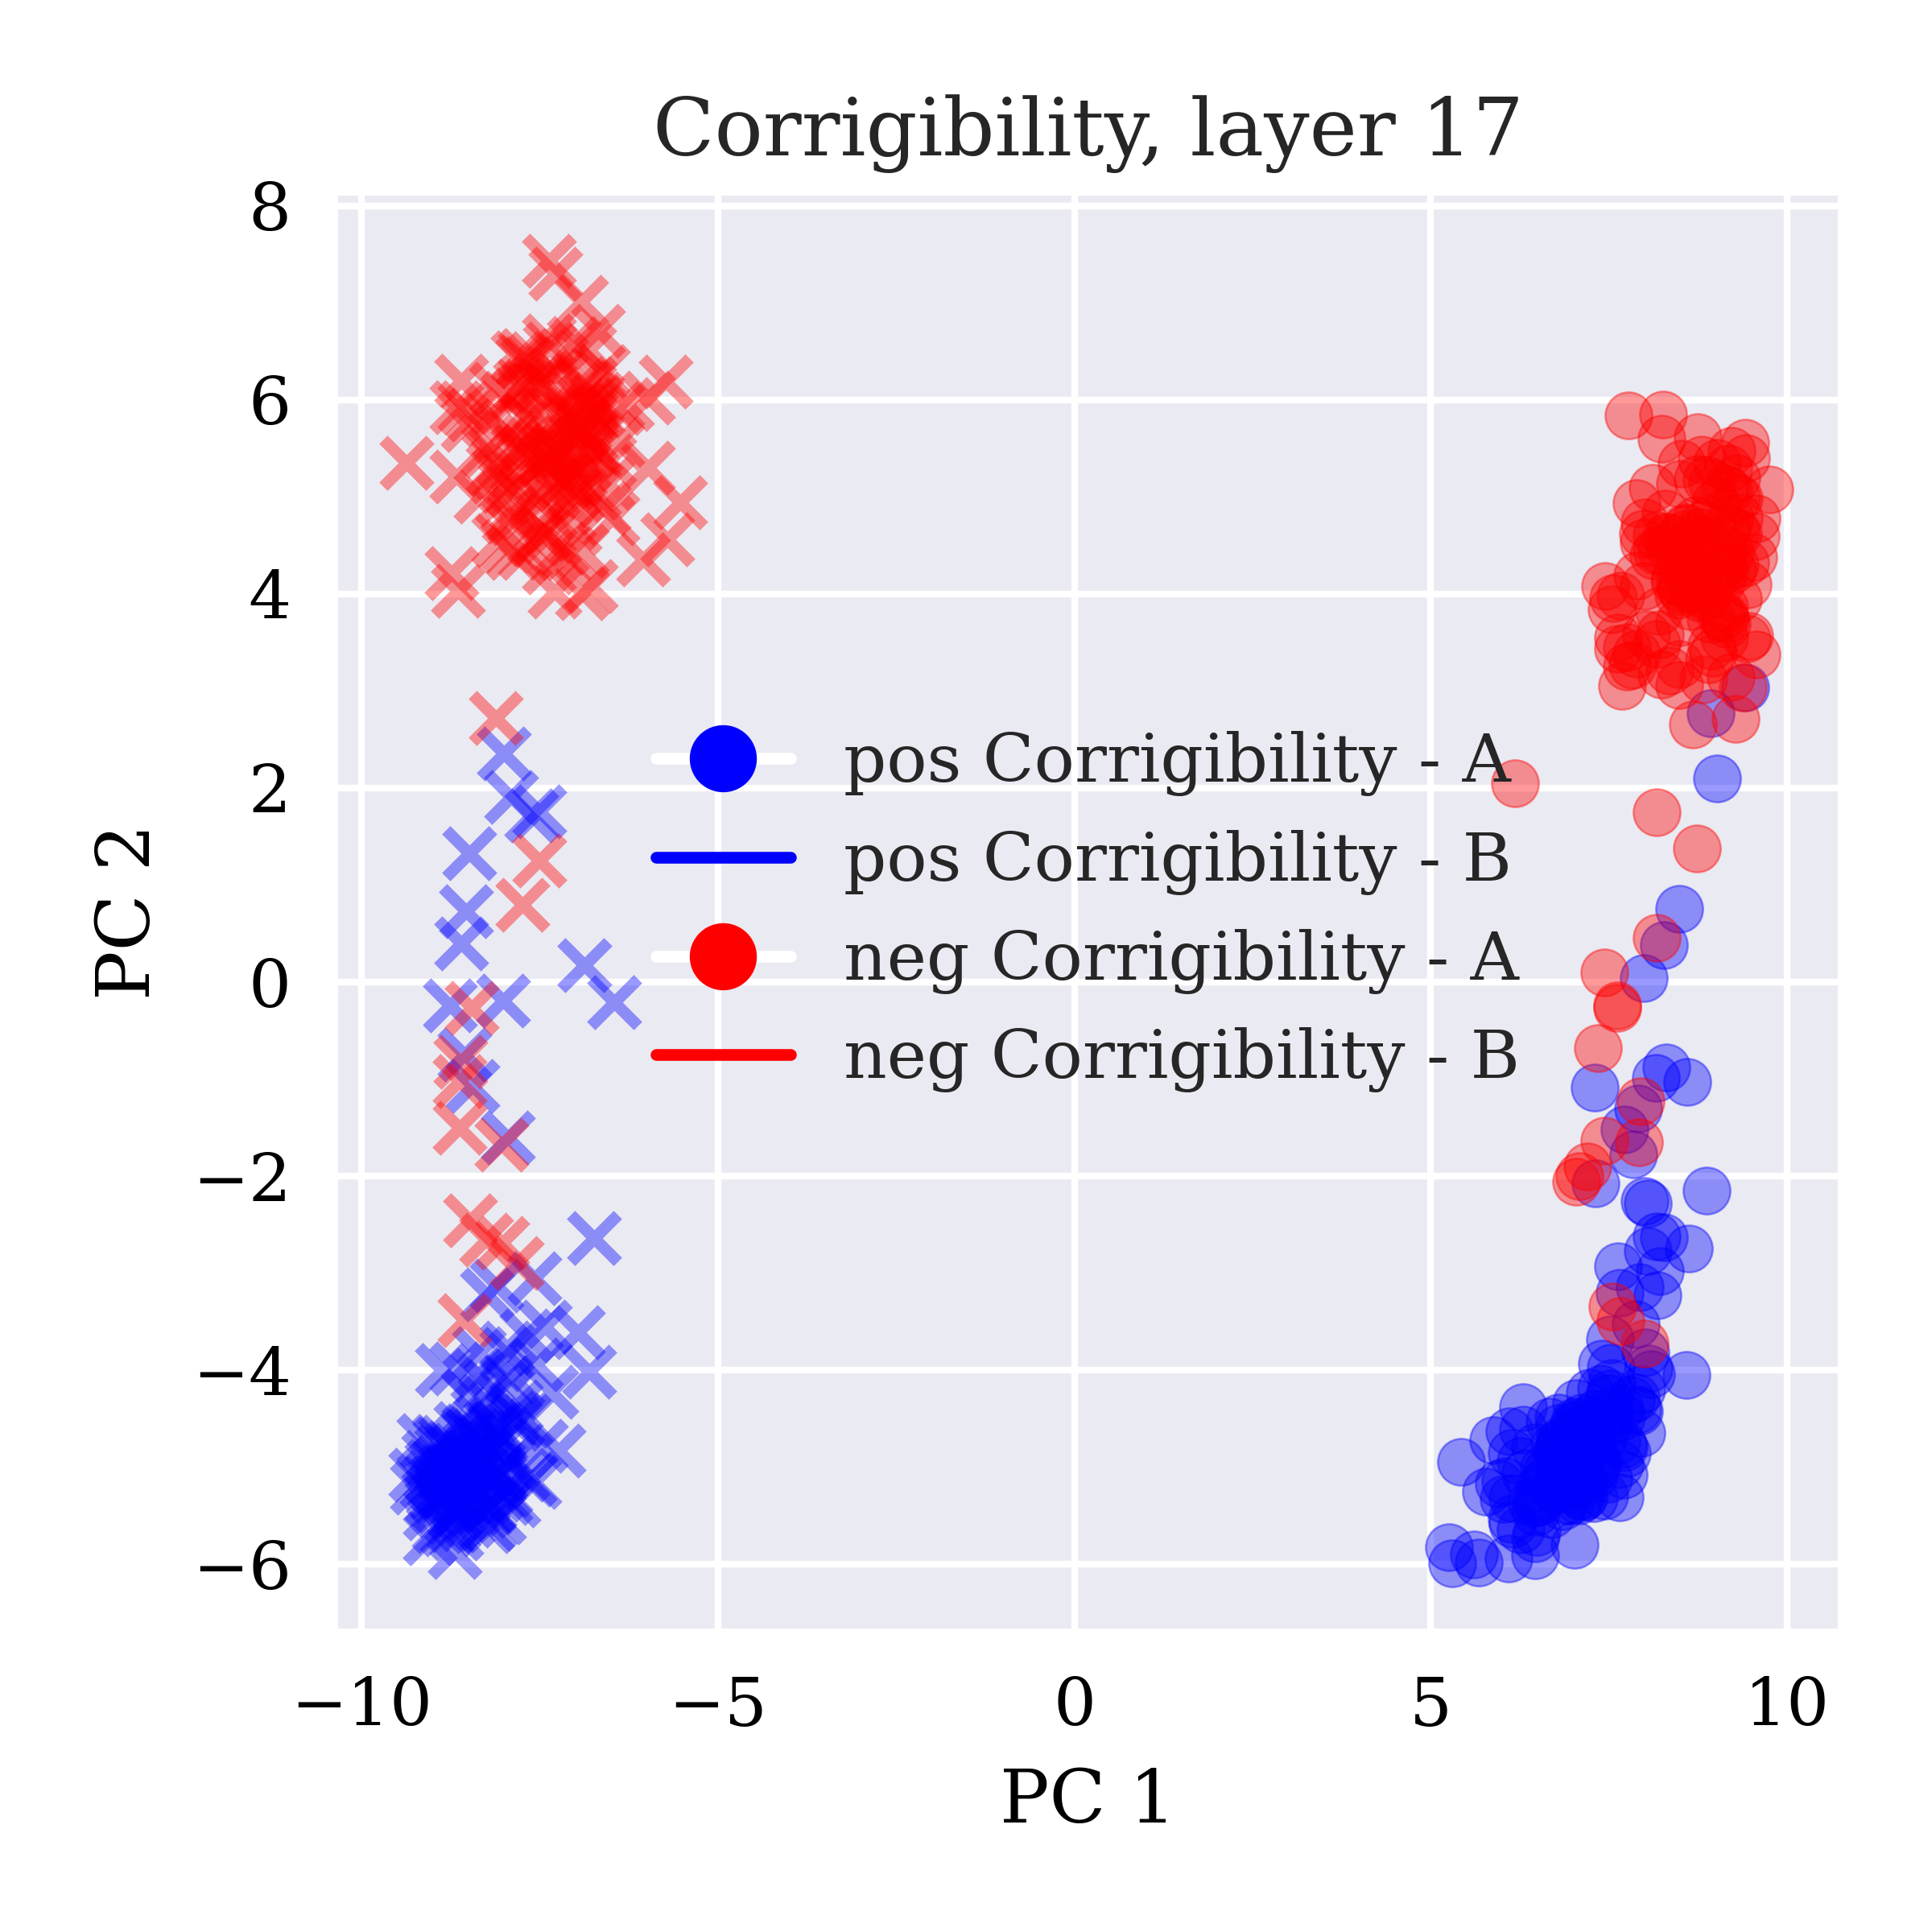 Corrigibility, layer 17
8
6
4
2
0
−2
−4
−6
PC 2
pos Corrigibility - A
pos Corrigibility - B
neg Corrigibility - A
neg Corrigibility - B
−10 −5 0 5 10
PC 1